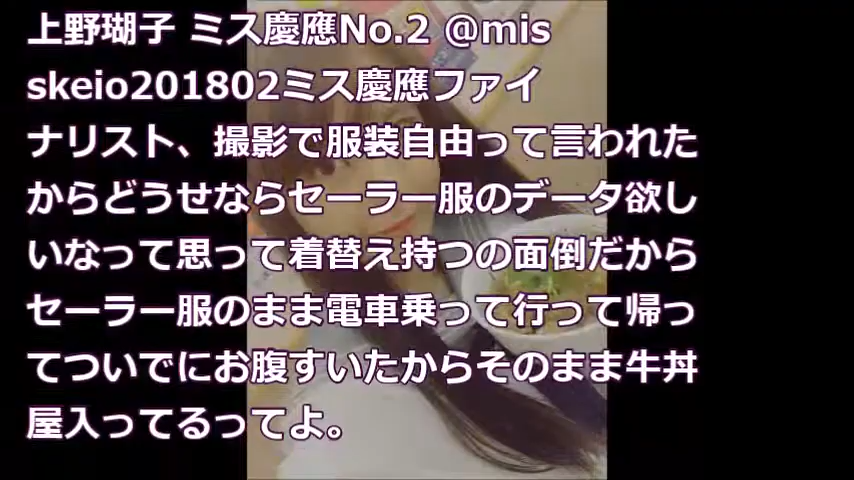 上野瑚子 ミス慶應No.2 @mis
skeio201802ミス慶應ファイ
ナリスト、撮影で服装自由って言われた
からどうせならセーラー服のデータ欲し
いなって思って着替え持つの面倒だから
セーラー服のまま電車乗って行って帰っ
てついでにお腹すいたからそのまま牛丼
屋入ってるってよ。